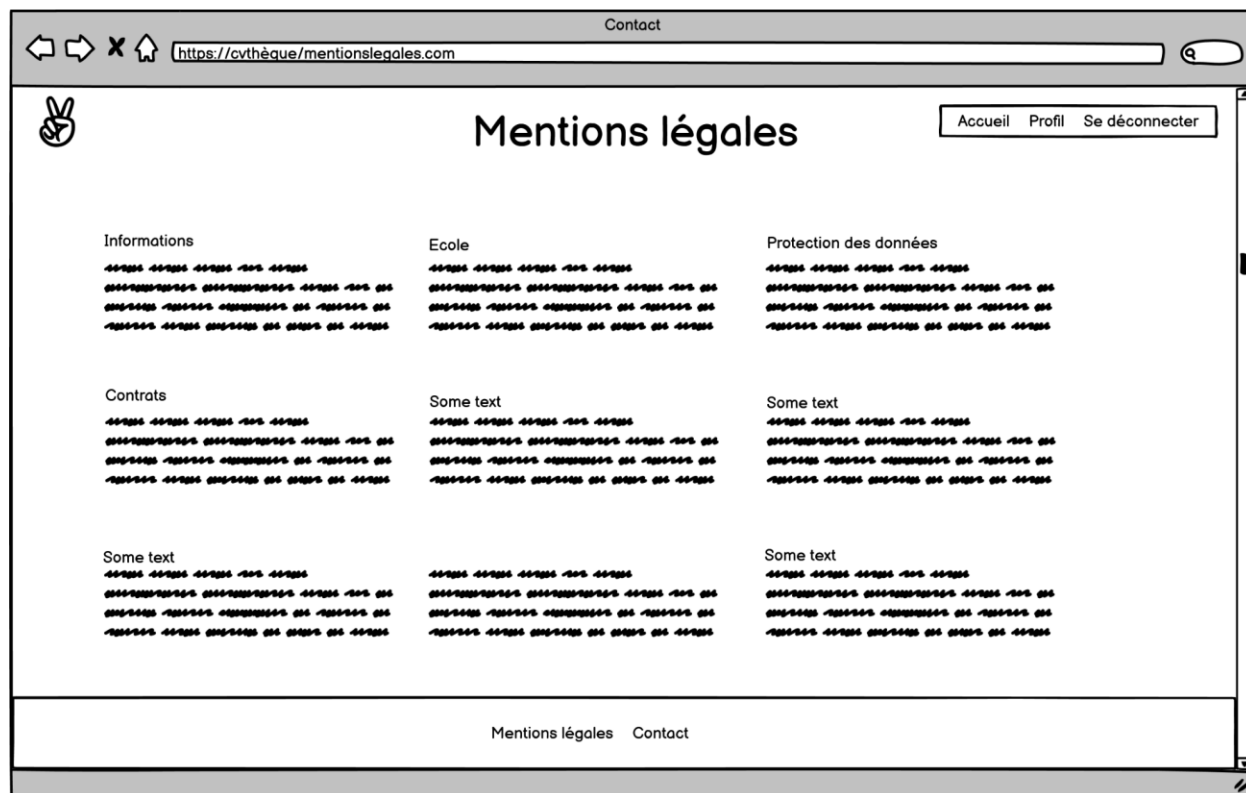 Contact
https://cvthèque/mentionslegales.com
Mentions légales
Accueil Profil Se déconnecter
Informations
Ecole
Protection des données
Contrats
Some text
Some text
Some text
Some text
Mentions légales Contact